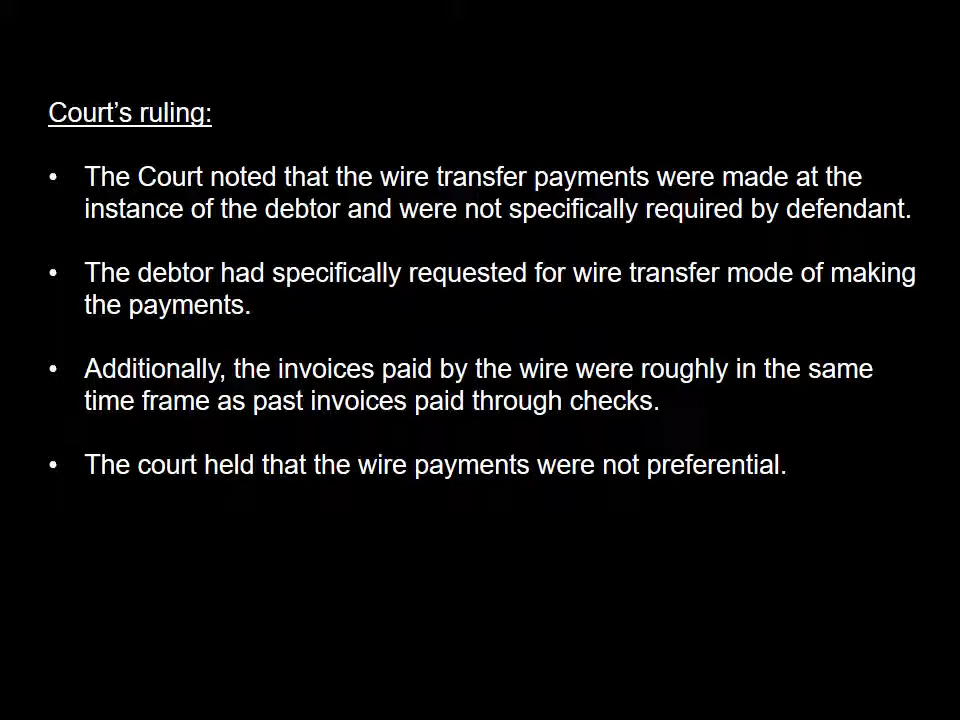 Court’s ruling:
• The Court noted that the wire transfer payments were made at the
instance of the debtor and were not specifically required by defendant.
• The debtor had specifically requested for wire transfer mode of making
the payments.
• Additionally, the invoices paid by the wire were roughly in the same
time frame as past invoices paid through checks.
• The court held that the wire payments were not preferential.